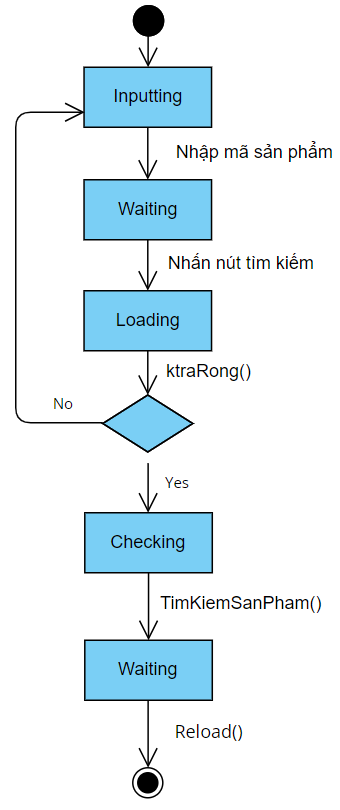 Inputting
Nhập mã sản phẩm
Waiting
Nhấn nút tìm kiếm
Loading
ktraRong()
No
Yes
Checking
TimKiemSanPham()
Waiting
Reload()